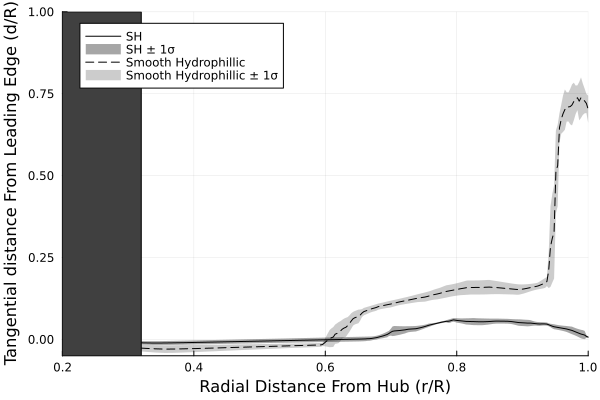 1.00
0.75
0.50
0.25
0.00
Tangential distance From Leading Edge (d/R)
SH
SH ± 1σ
Smooth Hydrophillic
Smooth Hydrophillic ± 1σ
0.2 0.4 0.6 0.8 1.0
Radial Distance From Hub (r/R)